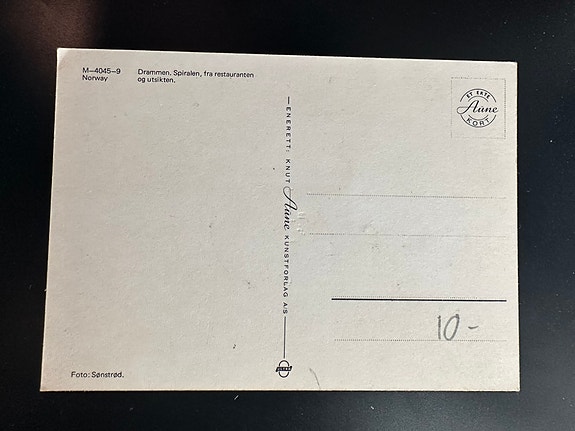 M–4045–9
Norway
Drammen, Spiralen, fra restauranten
og utsikten.
ET EKTE
Aune
KORT
ENERETT: KNUT Aune KUNSTFORLAG A/S
10-
Foto: Sønstrød.